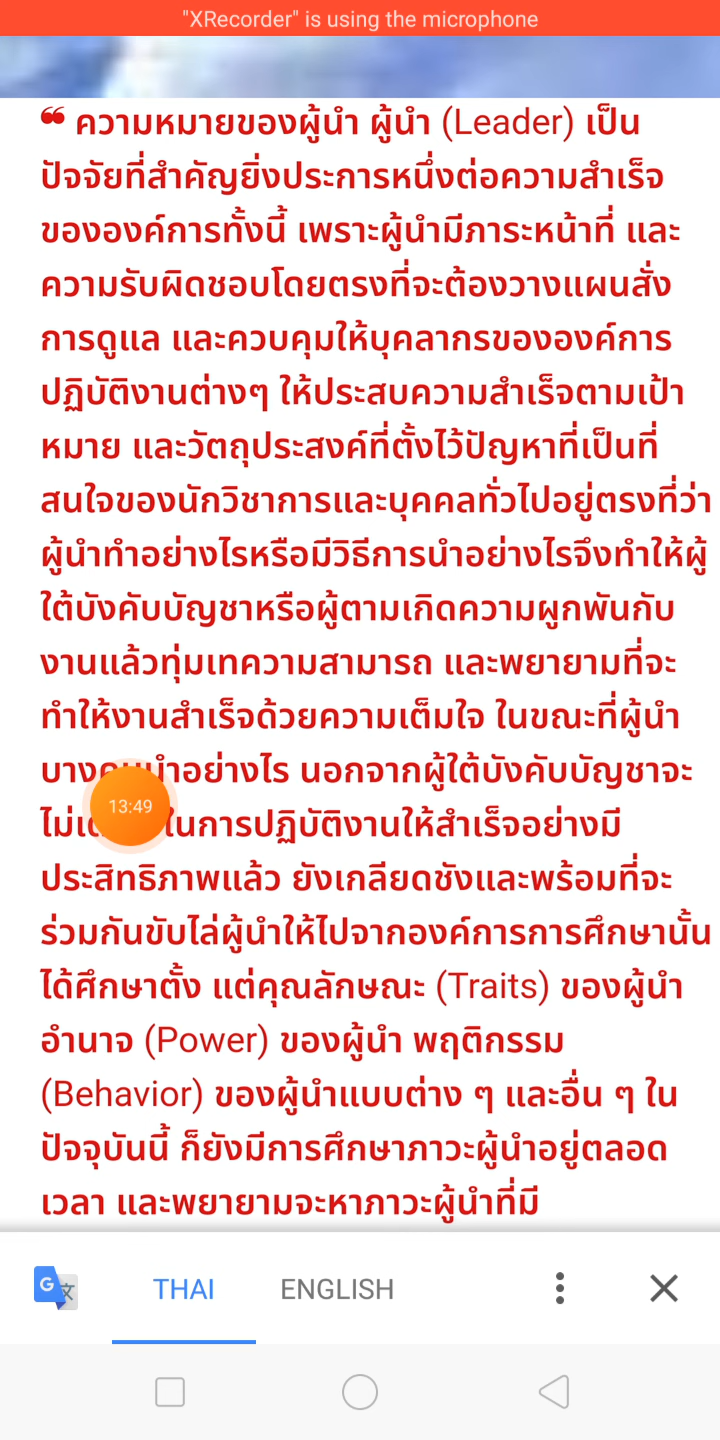 "XRecorder" is using the microphone
❝ ความหมายของผู้นำ ผู้นำ (Leader) เป็น
ปัจจัยที่สำคัญยิ่งประการหนึ่งต่อความสำเร็จ
ขององค์การทั้งนี้ เพราะผู้นำมีภาระหน้าที่ และ
ความรับผิดชอบโดยตรงที่จะต้องวางแผนสั่ง
การดูแล และควบคุมให้บุคลากรขององค์การ
ปฏิบัติงานต่างๆ ให้ประสบความสำเร็จตามเป้า
หมาย และวัตถุประสงค์ที่ตั้งไว้ปัญหาที่เป็นที่
สนใจของนักวิชาการและบุคคลทั่วไปอยู่ตรงที่ว่า
ผู้นำทำอย่างไรหรือมีวิธีการนำอย่างไรจึงทำให้ผู้
ใต้บังคับบัญชาหรือผู้ตามเกิดความผูกพันกับ
งานแล้วทุ่มเทความสามารถ และพยายามที่จะ
ทำให้งานสำเร็จด้วยความเต็มใจ ในขณะที่ผู้นำ
บาง นำอย่างไร นอกจากผู้ใต้บังคับบัญชาจะ
ไม่ ในการปฏิบัติงานให้สำเร็จอย่างมี
ประสิทธิภาพแล้ว ยังเกลียดชังและพร้อมที่จะ
ร่วมกันขับไล่ผู้นำให้ไปจากองค์การการศึกษานั้น
ได้ศึกษาตั้ง แต่คุณลักษณะ (Traits) ของผู้นำ
อำนาจ (Power) ของผู้นำ พฤติกรรม
(Behavior) ของผู้นำแบบต่าง ๆ และอื่น ๆ ใน
ปัจจุบันนี้ ก็ยังมีการศึกษาภาวะผู้นำอยู่ตลอด
เวลา และพยายามจะหาภาวะผู้นำที่มี
13:49
THAI
ENGLISH